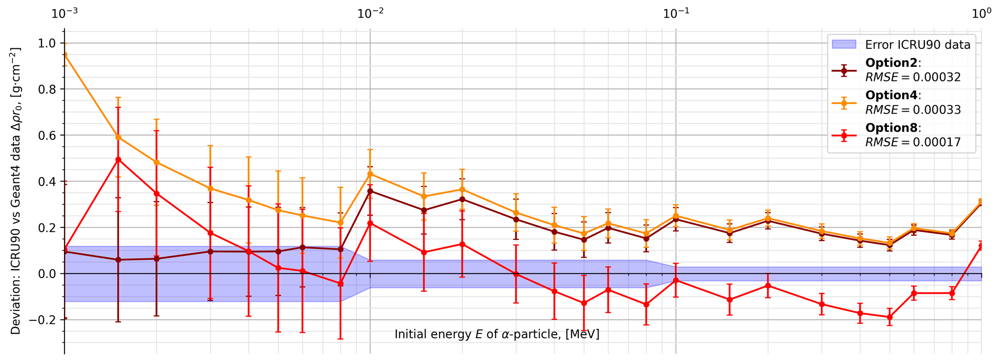 10⁻³ 10⁻² 10⁻¹ 10⁰
Deviation: ICRU90 vs Geant4 data Δρr₀, [g·cm⁻²]
1.0
0.8
0.6
0.4
0.2
0.0
−0.2
Error ICRU90 data
Option2:
RMSE = 0.00032
Option4:
RMSE = 0.00033
Option8:
RMSE = 0.00017
Initial energy E of α-particle, [MeV]